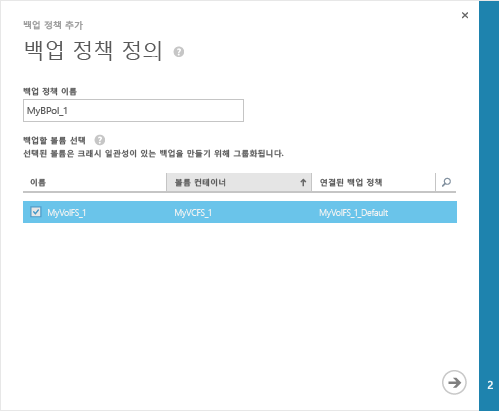 백업 정책 추가
백업 정책 정의 ?
백업 정책 이름
MyBPol_1
백업할 볼륨 선택 ?
선택된 볼륨은 크래시 일관성이 있는 백업을 만들기 위해 그룹화됩니다.
이름 볼륨 컨테이너 연결된 백업 정책
MyVolFS_1 MyVCFS_1 MyVolFS_1_Default
2